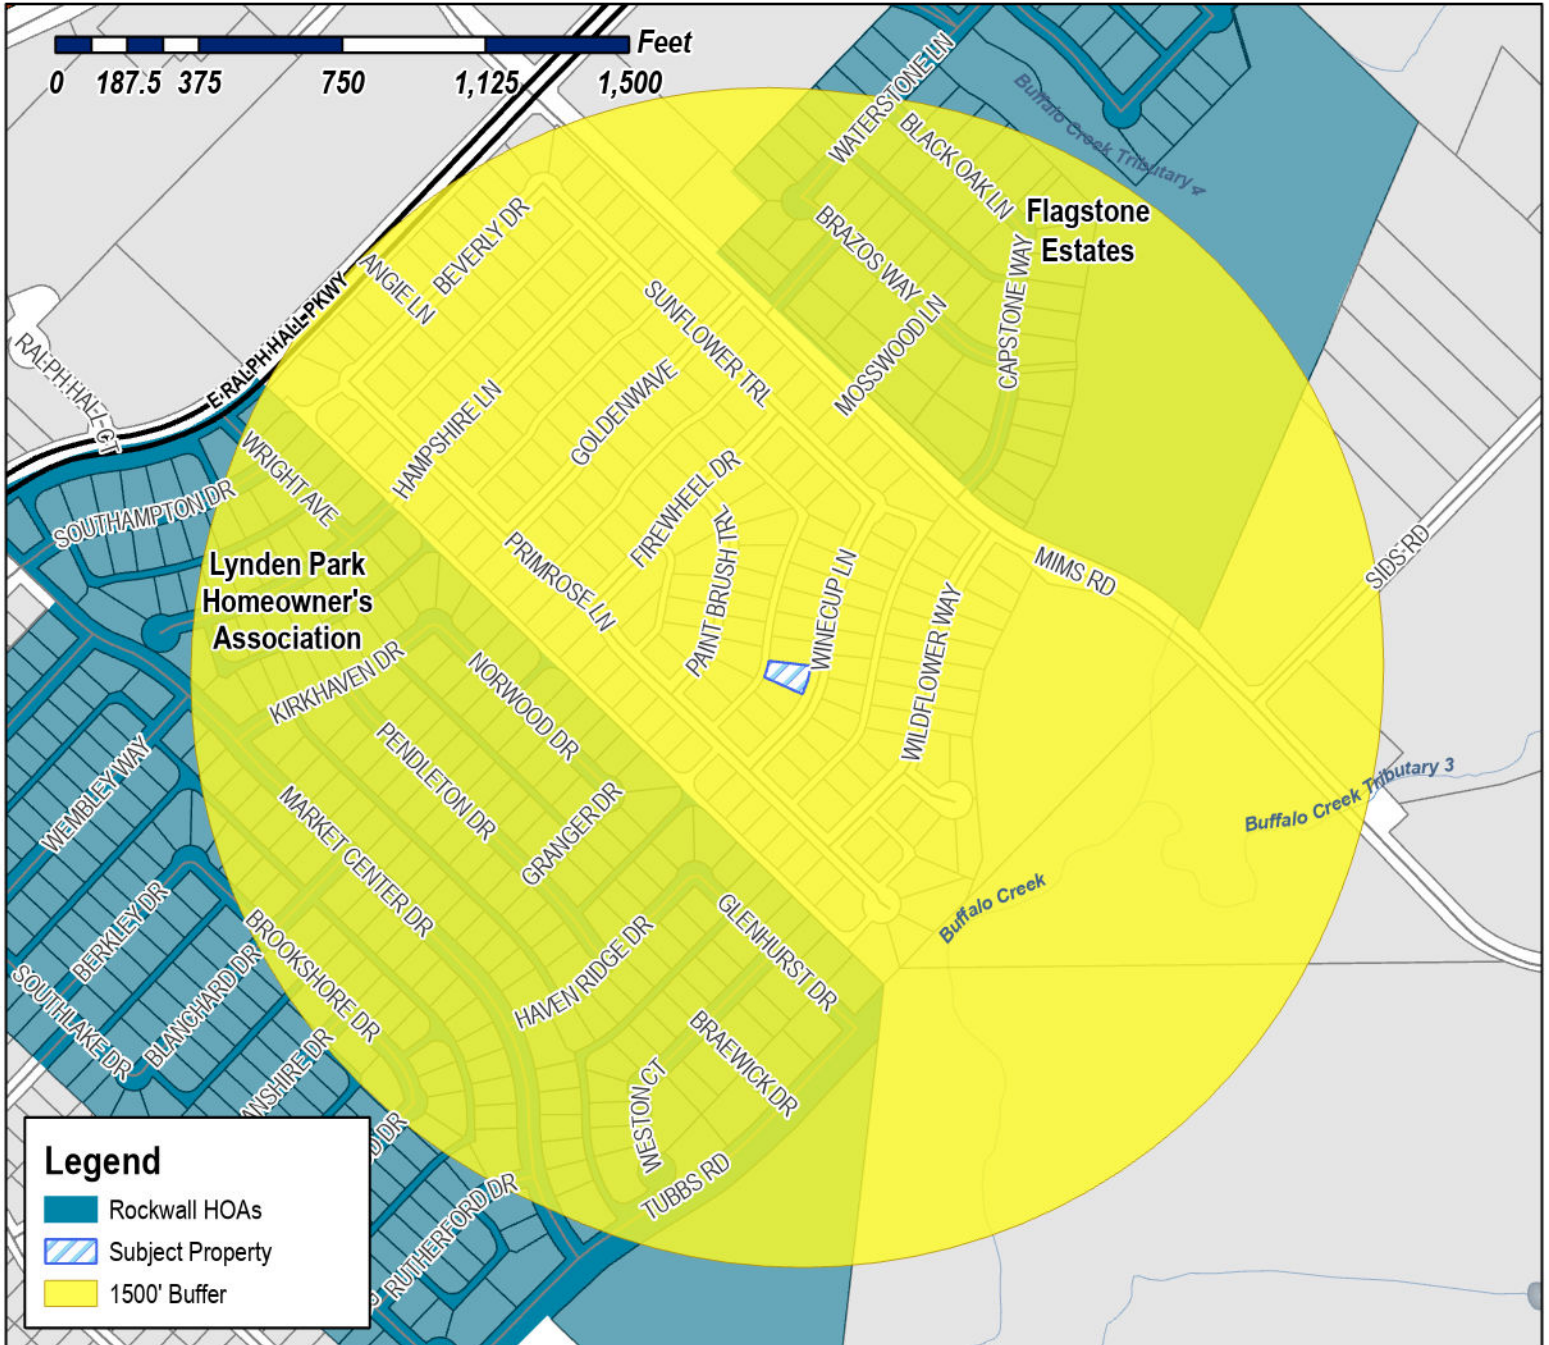 Feet
0 187.5 375 750 1,125 1,500
WATERSTONE LN
Buffalo Creek Tributary 4
BLACK OAK LN
Flagstone
Estates
BEVERLY DR
ANGIE LN
BRAZOS WAY
CAPSTONE WAY
MOSSWOOD LN
SUNFLOWER TRL
E RALPH HALL PKWY
RALPH HALL CT
GOLDENWAVE
HAMPSHIRE LN
WRIGHT AVE
SOUTHAMPTON DR
FIREWHEEL DR
PAINT BRUSH TRL
PRIMROSE LN
WINECUP LN
WILDFLOWER WAY
MIMS RD
SIDS RD
Lynden Park
Homeowner's
Association
KIRKHAVEN DR
NORWOOD DR
PENDLETON DR
GRANGER DR
WEMBLEY WAY
MARKET CENTER DR
Buffalo Creek Tributary 3
Buffalo Creek
BERKLEY DR
BROOKSHORE DR
BLANCHARD DR
SOUTHLAKE DR
HAVEN RIDGE DR
GLENHURST DR
BRAEWICK DR
WESTON CT
TUBBS RD
ANSHIRE DR
D DR
RUTHERFORD DR
Legend
Rockwall HOAs
Subject Property
1500' Buffer